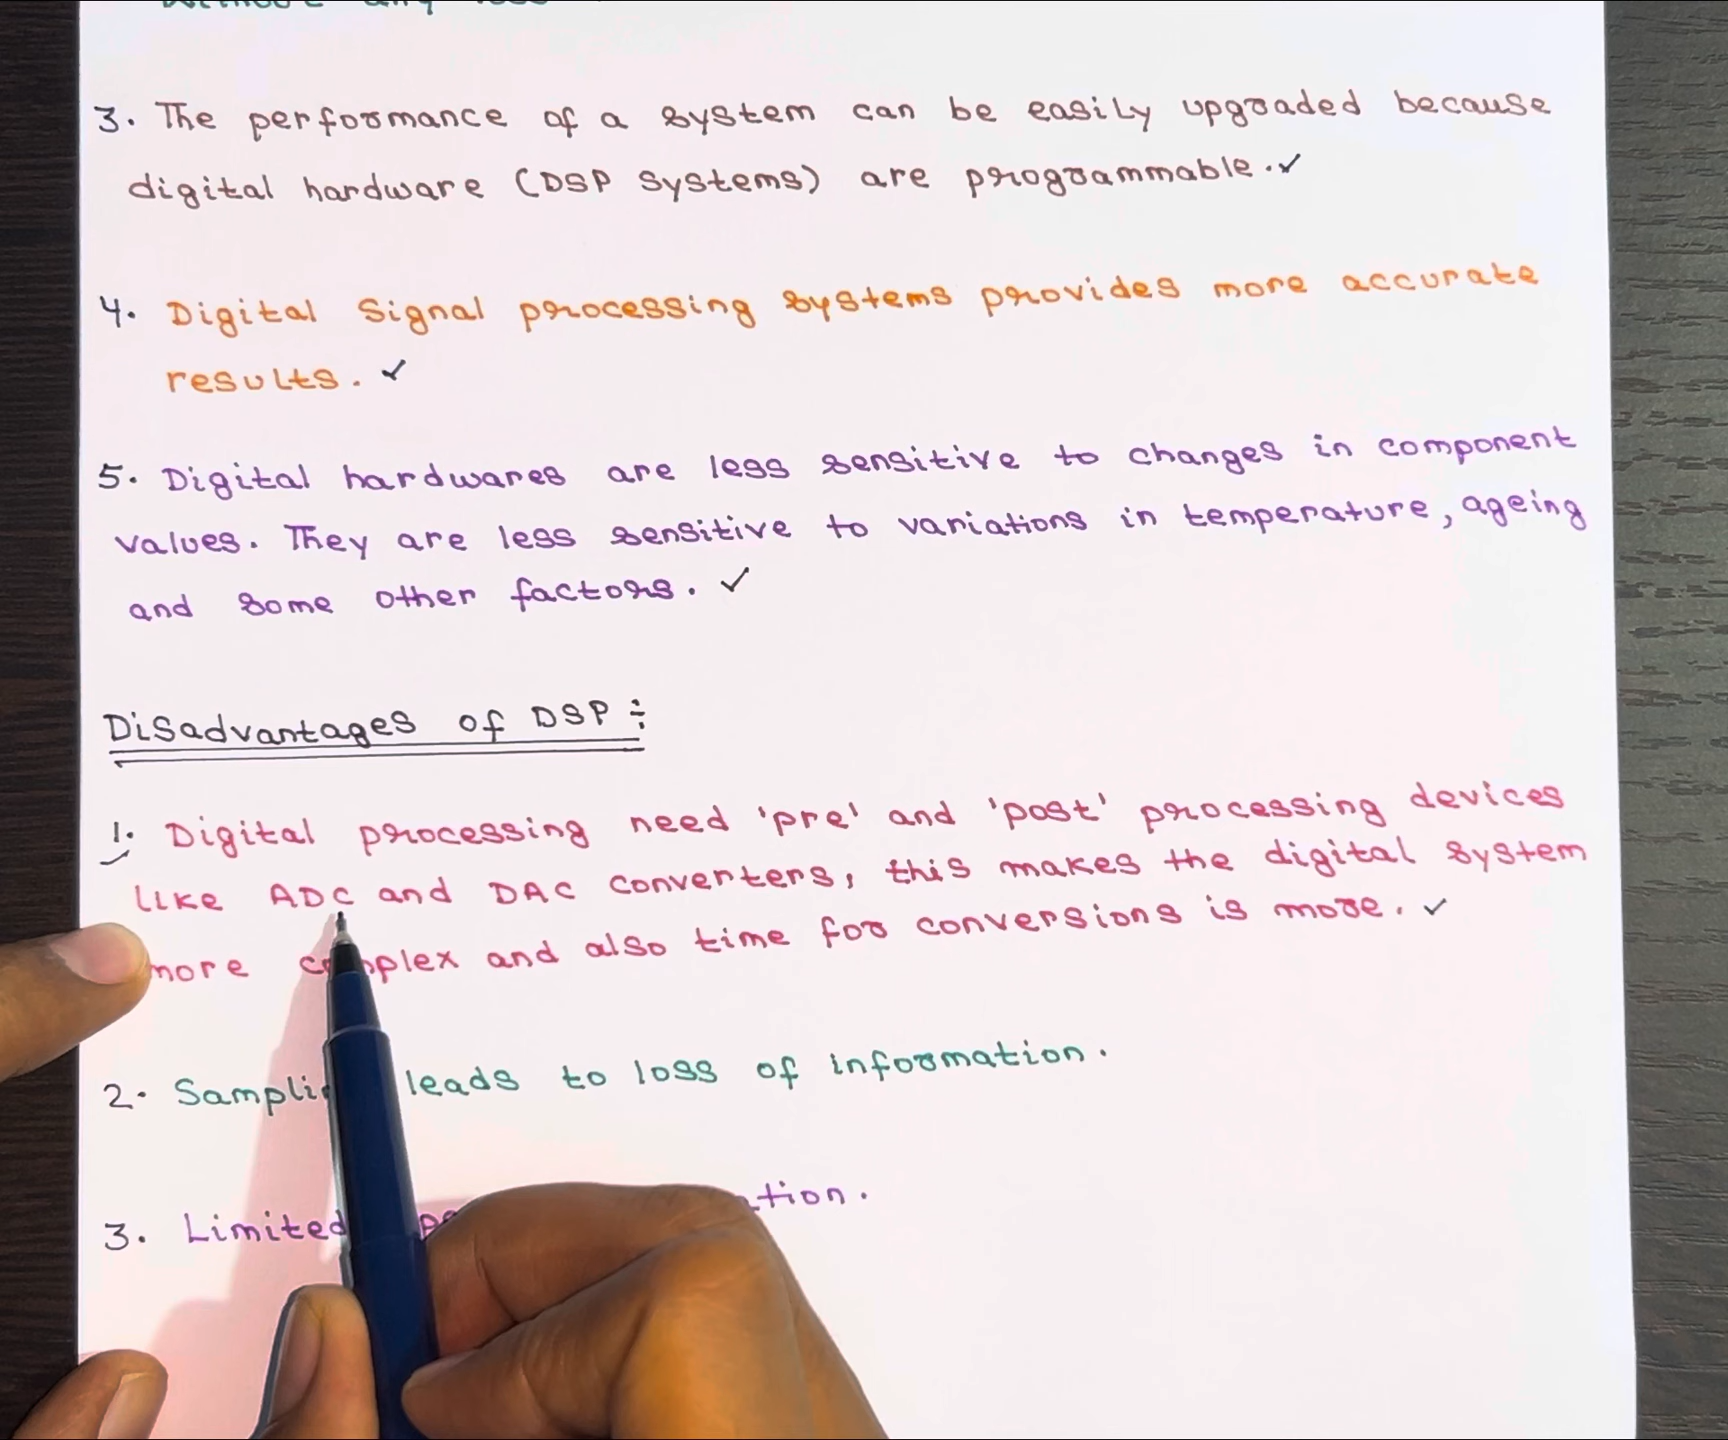 3. The performance of a system can be easily upgraded because
digital hardware (DSP systems) are programmable.✓
4. Digital Signal processing systems provides more accurate
results. ✓
5. Digital hardwares are less sensitive to changes in component
values. They are less sensitive to variations in temperature, ageing
and some other factors. ✓
Disadvantages of DSP :
1. Digital processing need 'pre' and 'post' processing devices
like ADC and DAC converters, this makes the digital system
more complex and also time for conversions is more. ✓
2. leads to loss of information.
3. Limited